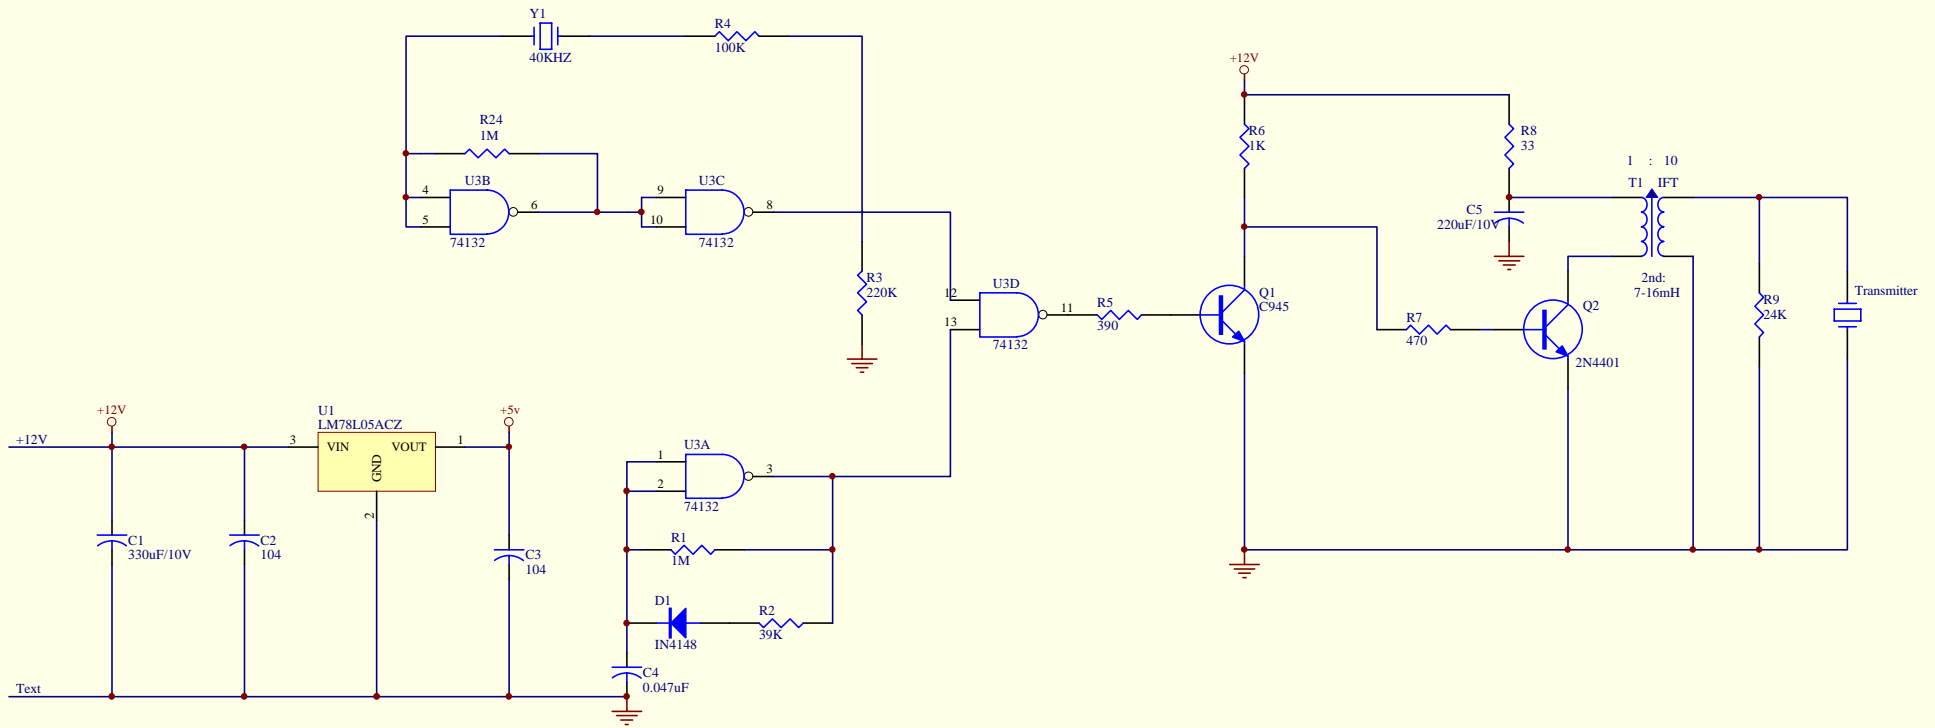 Y1
40KHZ
R4
100K
R24
1M
4
5
U3B
6
74132
9
10
U3C
8
74132
R3
220K
12
13
U3D
11
74132
R5
390
+12V
R6
1K
R8
33
C5
220uF/10V
1 : 10
T1 IFT
2nd:
7-16mH
Q1
C945
R7
470
Q2
2N4401
R9
24K
Transmitter
+12V
+12V
U1
LM78L05ACZ
3
VIN
VOUT
GND
1
2
+5v
C1
330uF/10V
C2
104
C3
104
Text
U3A
1
2
3
74132
R1
1M
D1
IN4148
R2
39K
C4
0.047uF